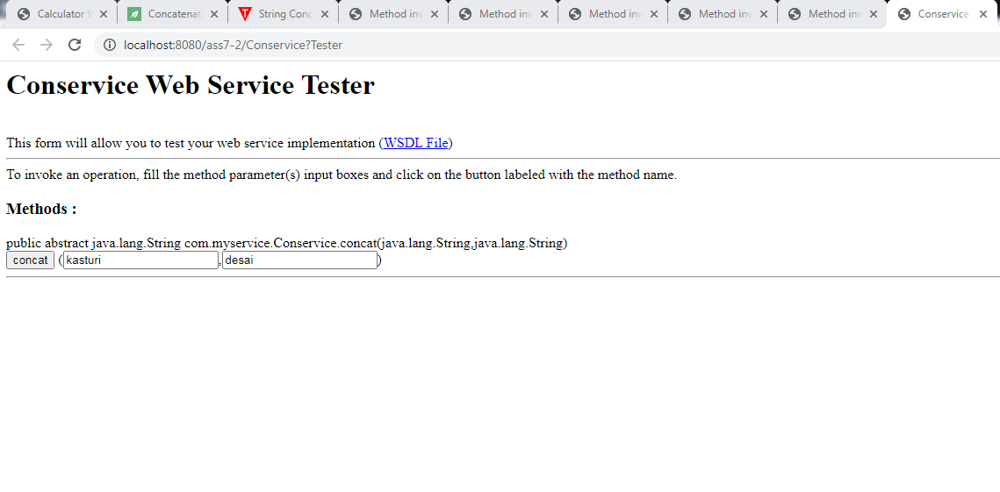 Calculator W
Concatenati
String Conc
Method inv
Method inv
Method inv
Method inv
Method inv
Conservice
localhost:8080/ass7-2/Conservice?Tester
Conservice Web Service Tester
This form will allow you to test your web service implementation (WSDL File)
To invoke an operation, fill the method parameter(s) input boxes and click on the button labeled with the method name.
Methods :
public abstract java.lang.String com.myservice.Conservice.concat(java.lang.String,java.lang.String)
concat (kasturi ,desai )